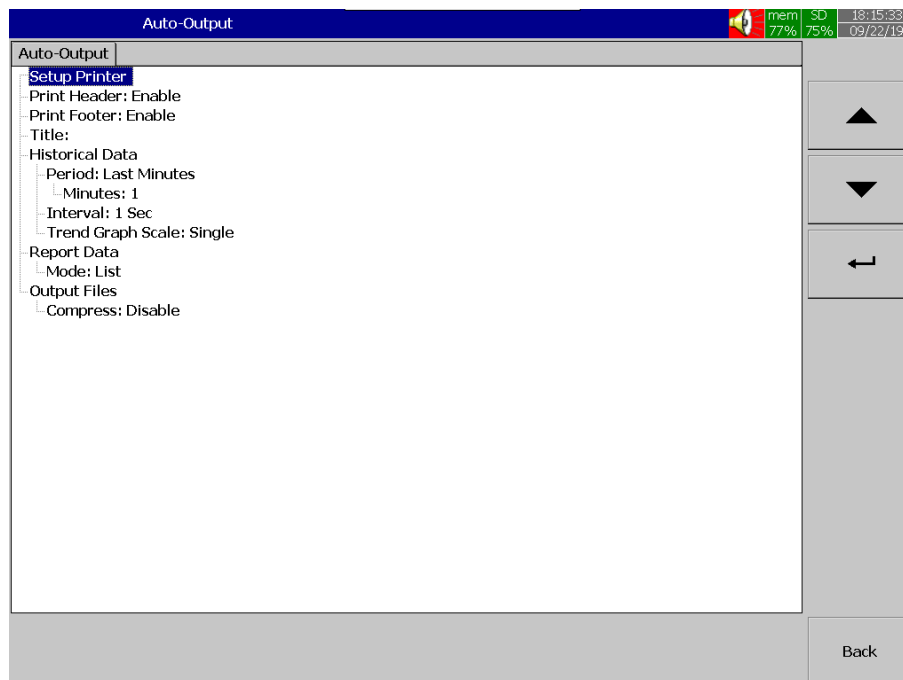 Auto-Output
mem SD 18:15:33
77% 75% 09/22/19
Auto-Output
Setup Printer
Print Header: Enable
Print Footer: Enable
Title:
Historical Data
Period: Last Minutes
Minutes: 1
Interval: 1 Sec
Trend Graph Scale: Single
Report Data
Mode: List
Output Files
Compress: Disable
Back